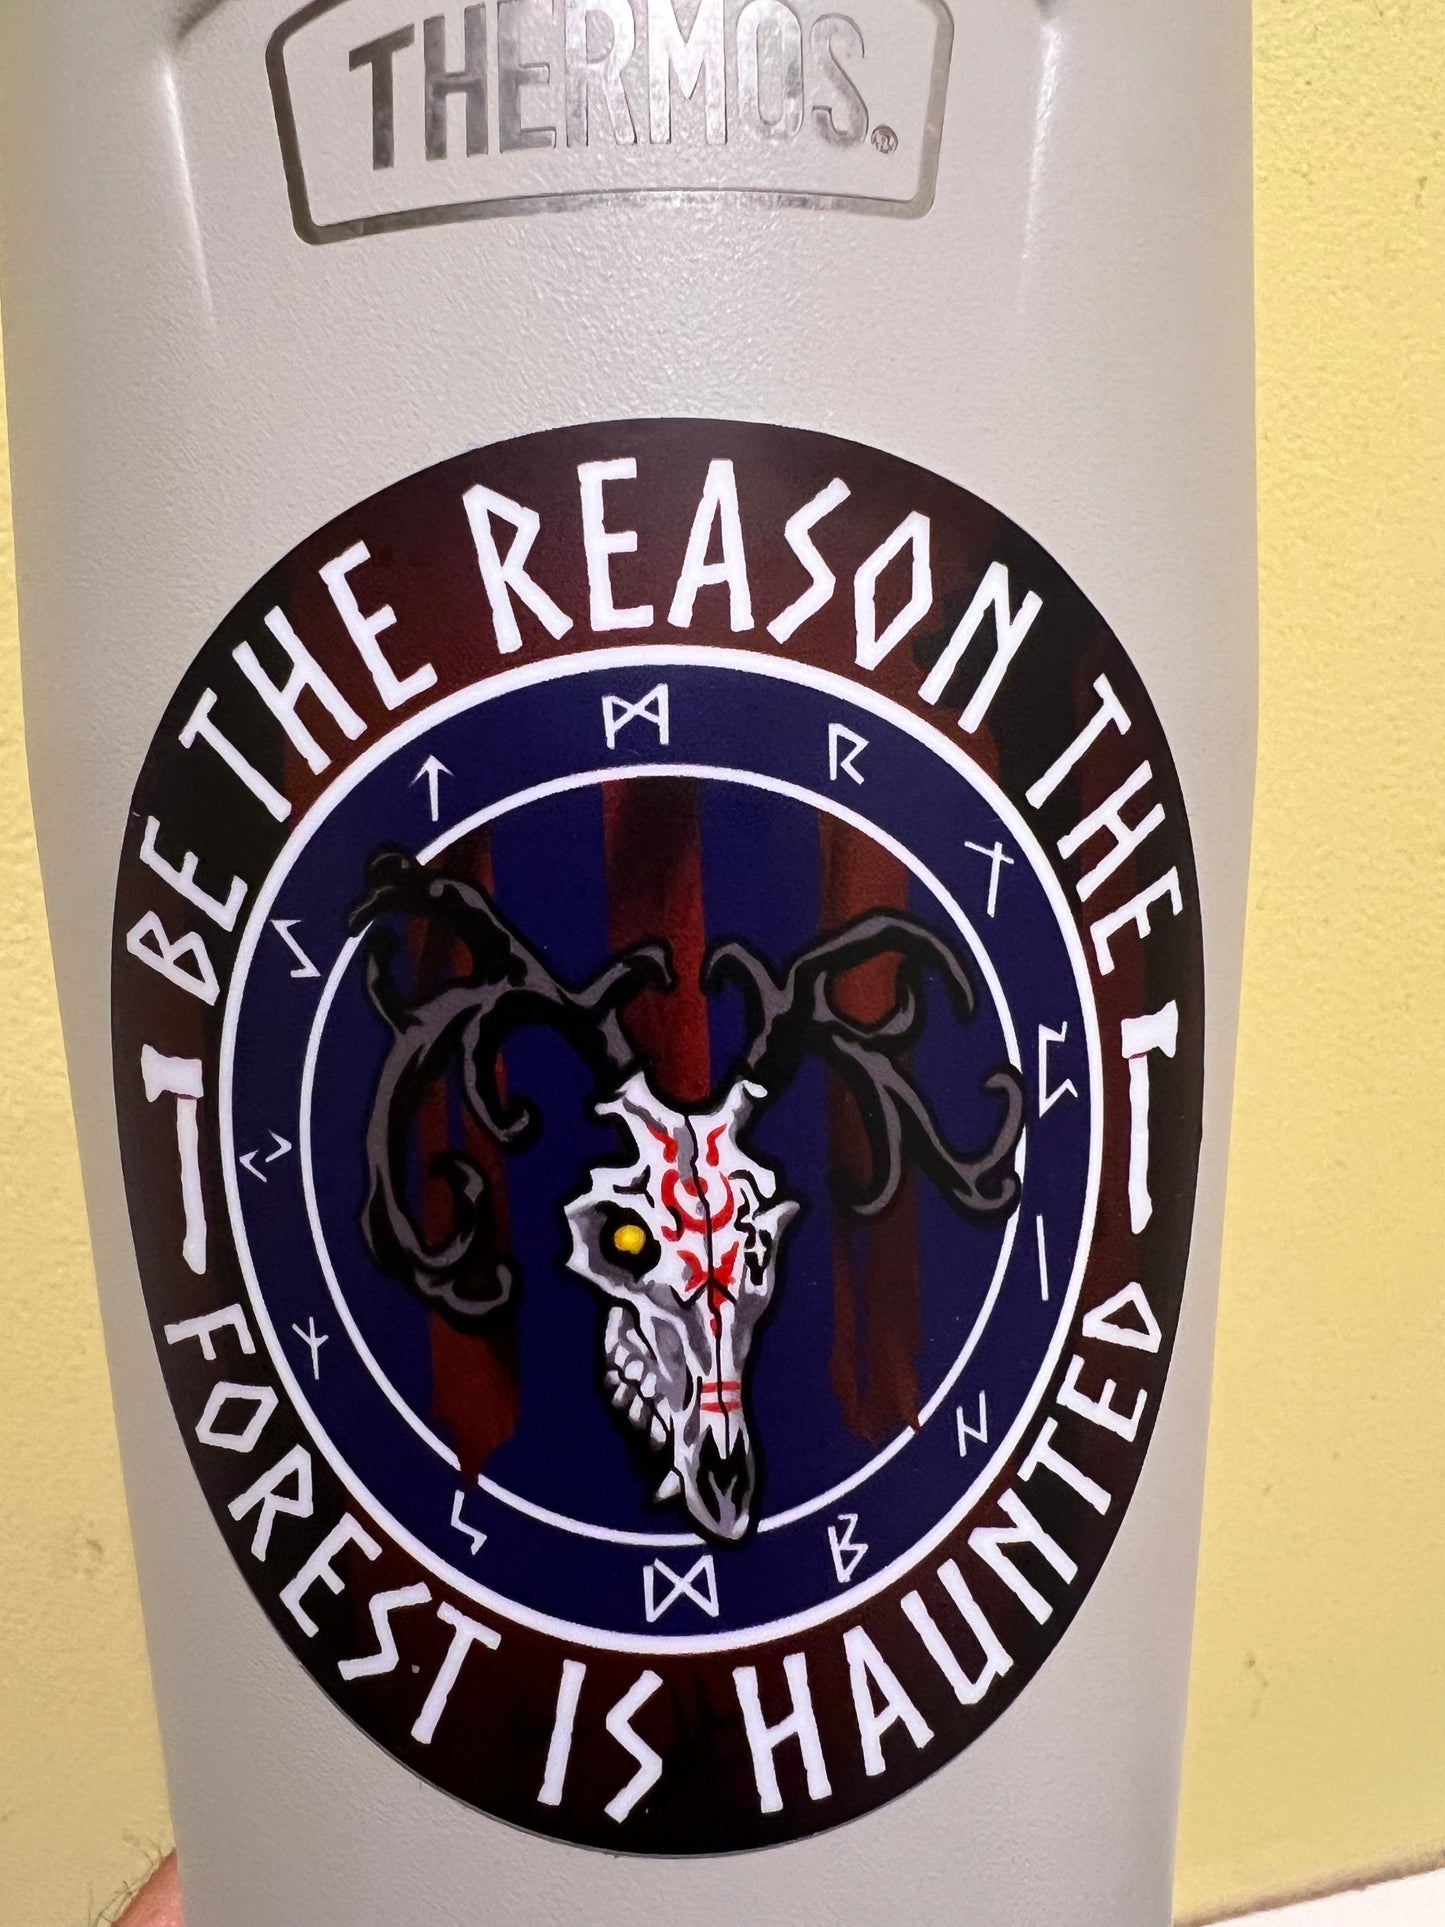 THERMOS®
BE THE REASON THE
FOREST IS HAUNTED
ᛏ ᛗ ᚱ ᚾ ᛈ ᛁ ᚺ ᛒ ᛞ ᛊ ᛉ ᛃ ᛊ